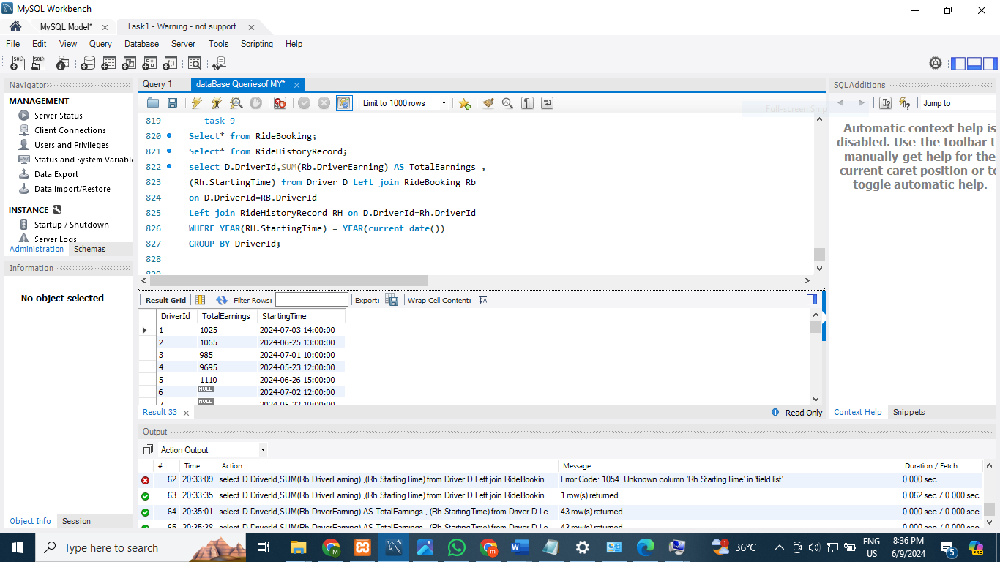 MySQL Workbench
MySQL Model*
Task1 - Warning - not support...
File Edit View Query Database Server Tools Scripting Help
Navigator
MANAGEMENT
Server Status
Client Connections
Users and Privileges
Status and System Variable
Data Export
Data Import/Restore
INSTANCE
Startup / Shutdown
Server Logs
Administration Schemas
Information
No object selected
Object Info Session
Query 1
dataBase Queriesof MY*
Limit to 1000 rows
819 -- task 9
820 Select* from RideBooking;
821 Select* from RideHistoryRecord;
822 select D.DriverId,SUM(Rb.DriverEarning) AS TotalEarnings ,
823 (Rh.StartingTime) from Driver D Left join RideBooking Rb
824 on D.DriverId=RB.DriverId
825 Left join RideHistoryRecord RH on D.DriverId=Rh.DriverId
826 WHERE YEAR(RH.StartingTime) = YEAR(current_date())
827 GROUP BY DriverId;
828
829
Result Grid Filter Rows: Export: Wrap Cell Content:
DriverId TotalEarnings StartingTime
1 1025 2024-07-03 14:00:00
2 1065 2024-06-25 13:00:00
3 985 2024-07-01 10:00:00
4 9695 2024-05-23 12:00:00
5 1110 2024-06-26 15:00:00
6 NULL 2024-07-02 12:00:00
7 NULL 2024-05-22 10:00:00
Result 33
Read Only
SQLAdditions
Full-screen Snip
Jump to
Automatic context help is
disabled. Use the toolbar t
manually get help for the
current caret position or to
toggle automatic help.
Context Help Snippets
Output
Action Output
# Time Action Message Duration / Fetch
62 20:33:09 select D.DriverId,SUM(Rb.DriverEarning) ,(Rh.StartingTime) from Driver D Left join RideBookin... Error Code: 1054. Unknown column 'Rh.StartingTime' in 'field list' 0.000 sec
63 20:33:35 select D.DriverId,SUM(Rb.DriverEarning) ,(Rh.StartingTime) from Driver D Left join RideBookin... 1 row(s) returned 0.062 sec / 0.000 sec
64 20:35:01 select D.DriverId,SUM(Rb.DriverEarning) AS TotalEarnings , (Rh.StartingTime) from Driver D Le... 43 row(s) returned 0.000 sec / 0.000 sec
65 20:35:38 select D.DriverId,SUM(Rb.DriverEarning) AS TotalEarnings , (Rh.StartingTime) from Driver D Le... 43 row(s) returned 0.000 sec / 0.000 sec
Type here to search
1
36°C
ENG
US
8:36 PM
6/9/2024
5
PRE